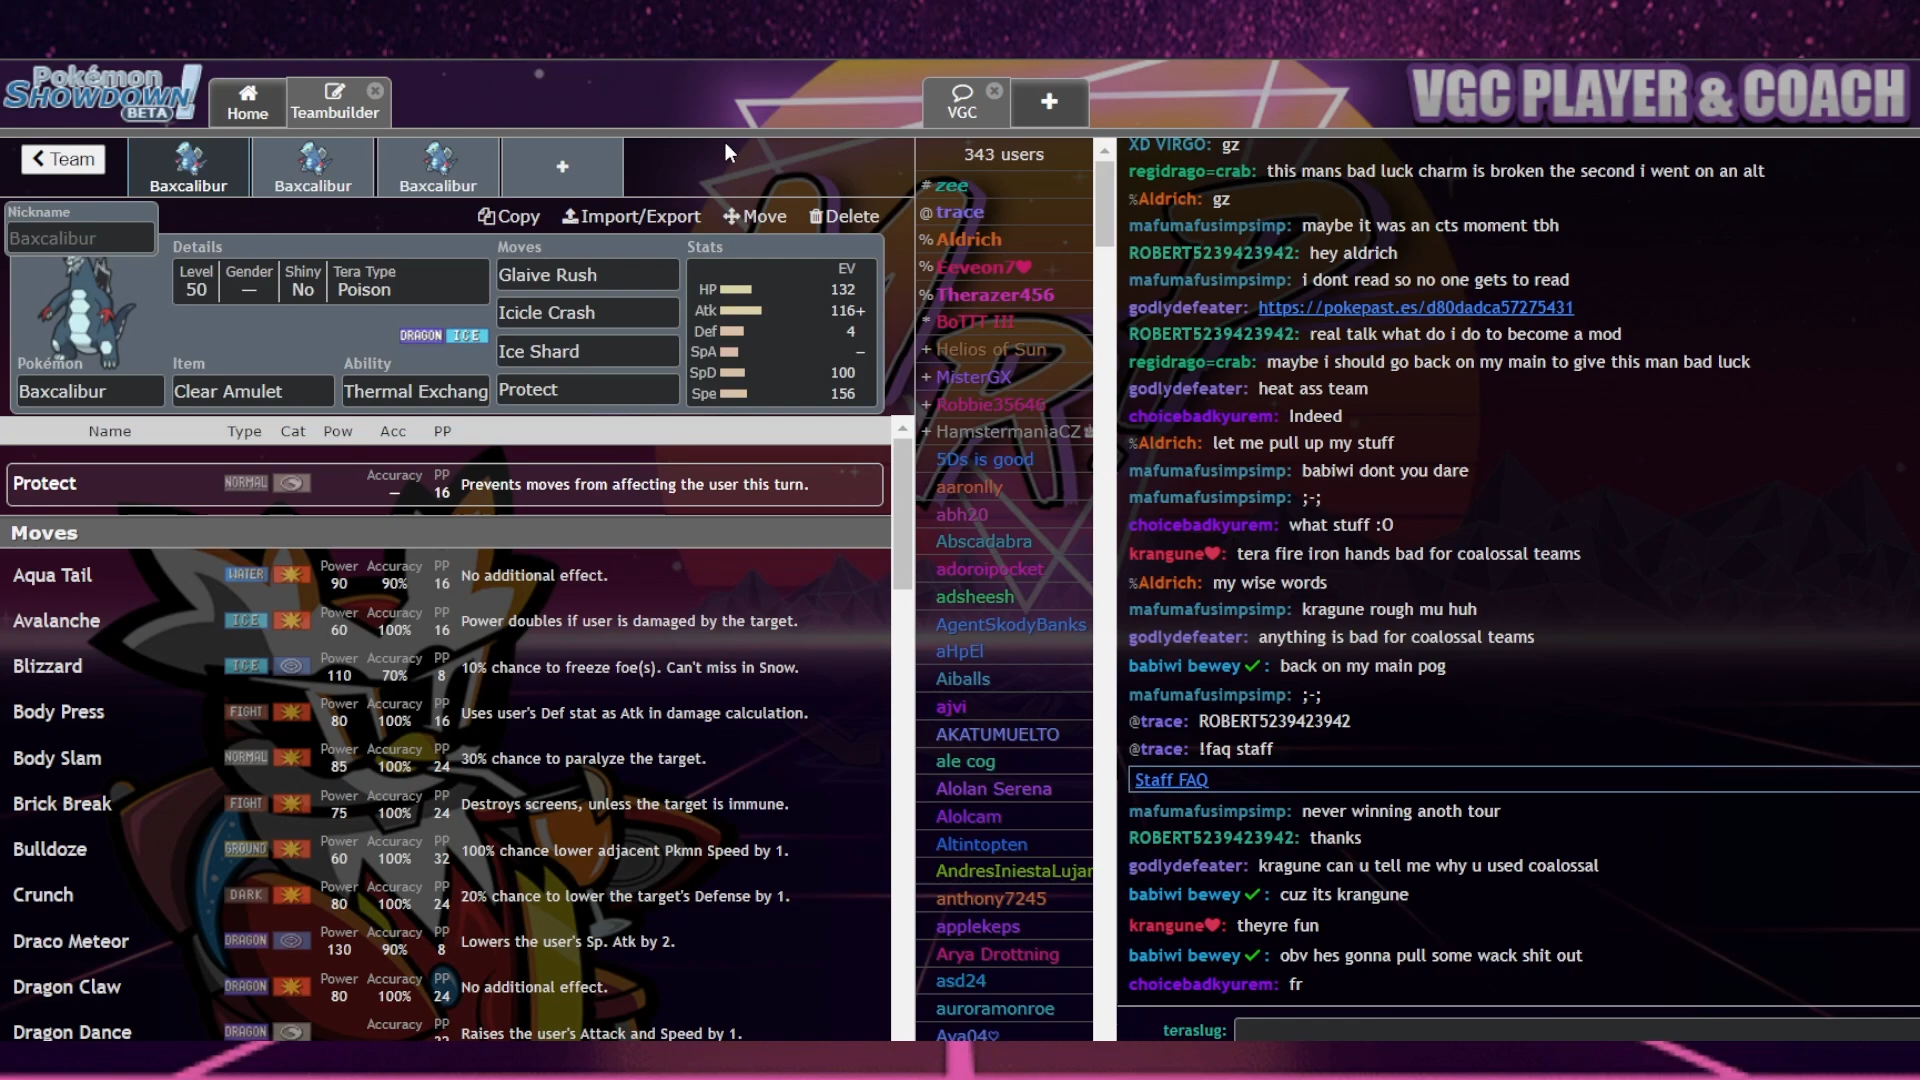 Pokémon
SHOWDOWN!
BETA
Home
Teambuilder
VGC
VGC PLAYER & COACH
Team
Baxcalibur
Baxcalibur
Baxcalibur
Nickname
Baxcalibur
Copy
Import/Export
Move
Delete
Details
Level
50
Gender
—
Shiny
No
Tera Type
Poison
DRAGON ICE
Pokémon
Baxcalibur
Item
Clear Amulet
Ability
Thermal Exchang
Moves
Glaive Rush
Icicle Crash
Ice Shard
Protect
Stats
EV
HP 132
Atk 116+
Def 4
SpA –
SpD 100
Spe 156
Name Type Cat Pow Acc PP
Protect NORMAL Accuracy — PP 16 Prevents moves from affecting the user this turn.
Moves
Aqua Tail WATER Power 90 Accuracy 90% PP 16 No additional effect.
Avalanche ICE Power 60 Accuracy 100% PP 16 Power doubles if user is damaged by the target.
Blizzard ICE Power 110 Accuracy 70% PP 8 10% chance to freeze foe(s). Can't miss in Snow.
Body Press FIGHT Power 80 Accuracy 100% PP 16 Uses user's Def stat as Atk in damage calculation.
Body Slam NORMAL Power 85 Accuracy 100% PP 24 30% chance to paralyze the target.
Brick Break FIGHT Power 75 Accuracy 100% PP 24 Destroys screens, unless the target is immune.
Bulldoze GROUND Power 60 Accuracy 100% PP 32 100% chance lower adjacent Pkmn Speed by 1.
Crunch DARK Power 80 Accuracy 100% PP 24 20% chance to lower the target's Defense by 1.
Draco Meteor DRAGON Power 130 Accuracy 90% PP 8 Lowers the user's Sp. Atk by 2.
Dragon Claw DRAGON Power 80 Accuracy 100% PP 24 No additional effect.
Dragon Dance DRAGON Accuracy PP Raises the user's Attack and Speed by 1.
343 users
# zee
@ trace
% Aldrich
% Eeveon7♥
% Therazer456
* BoTTT III
+ Helios of Sun
+ MisterGX
+ Robbie35646
+ HamstermaniaCZ
5Ds is good
aaronlly
abh20
Abscadabra
adoroipocket
adsheesh
AgentSkodyBanks
aHpEl
Aiballs
ajvi
AKATUMUELTO
ale cog
Alolan Serena
Alolcam
Altintopten
AndresIniestaLujan
anthony7245
applekeps
Arya Drottning
asd24
auroramonroe
Aya04♡
XD VIRGO: gz
regidrago=crab: this mans bad luck charm is broken the second i went on an alt
%Aldrich: gz
mafumafusimpsimp: maybe it was an cts moment tbh
ROBERT5239423942: hey aldrich
mafumafusimpsimp: i dont read so no one gets to read
godlydefeater: https://pokepast.es/d80dadca57275431
ROBERT5239423942: real talk what do i do to become a mod
regidrago=crab: maybe i should go back on my main to give this man bad luck
godlydefeater: heat ass team
choicebadkyurem: Indeed
%Aldrich: let me pull up my stuff
mafumafusimpsimp: babiwi dont you dare
mafumafusimpsimp: ;-;
choicebadkyurem: what stuff :O
krangune♥: tera fire iron hands bad for coalossal teams
%Aldrich: my wise words
mafumafusimpsimp: kragune rough mu huh
godlydefeater: anything is bad for coalossal teams
babiwi bewey✓: back on my main pog
mafumafusimpsimp: ;-;
@trace: ROBERT5239423942
@trace: !faq staff
Staff FAQ
mafumafusimpsimp: never winning anoth tour
ROBERT5239423942: thanks
godlydefeater: kragune can u tell me why u used coalossal
babiwi bewey✓: cuz its krangune
krangune♥: theyre fun
babiwi bewey✓: obv hes gonna pull some wack shit out
choicebadkyurem: fr
teraslug: